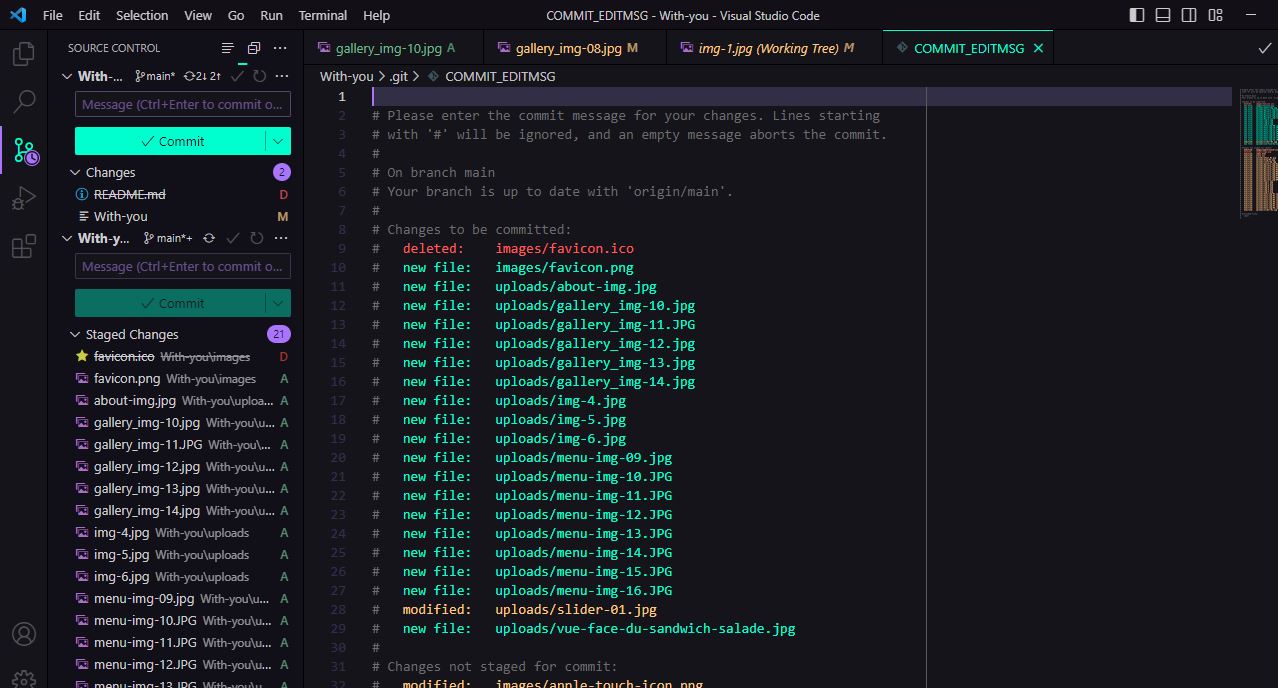 File Edit Selection View Go Run Terminal Help COMMIT_EDITMSG - With-you - Visual Studio Code
SOURCE CONTROL
With-... main* 2↓ 2↑
Message (Ctrl+Enter to commit o...
Commit
Changes 2
README.md D
With-you M
With-y... main*+
Message (Ctrl+Enter to commit o...
Commit
Staged Changes 21
favicon.ico With-you\images D
favicon.png With-you\images A
about-img.jpg With-you\uploa... A
gallery_img-10.jpg With-you\u... A
gallery_img-11.JPG With-you\... A
gallery_img-12.jpg With-you\u... A
gallery_img-13.jpg With-you\u... A
gallery_img-14.jpg With-you\u... A
img-4.jpg With-you\uploads A
img-5.jpg With-you\uploads A
img-6.jpg With-you\uploads A
menu-img-09.jpg With-you\u... A
menu-img-10.JPG With-you\u... A
menu-img-11.JPG With-you\u... A
menu-img-12.JPG With-you\u... A
menu-img-13.JPG With-you\u... A
gallery_img-10.jpg A gallery_img-08.jpg M img-1.jpg (Working Tree) M COMMIT_EDITMSG
With-you > .git > COMMIT_EDITMSG
1
2 # Please enter the commit message for your changes. Lines starting
3 # with '#' will be ignored, and an empty message aborts the commit.
4 #
5 # On branch main
6 # Your branch is up to date with 'origin/main'.
7 #
8 # Changes to be committed:
9 # deleted: images/favicon.ico
10 # new file: images/favicon.png
11 # new file: uploads/about-img.jpg
12 # new file: uploads/gallery_img-10.jpg
13 # new file: uploads/gallery_img-11.JPG
14 # new file: uploads/gallery_img-12.jpg
15 # new file: uploads/gallery_img-13.jpg
16 # new file: uploads/gallery_img-14.jpg
17 # new file: uploads/img-4.jpg
18 # new file: uploads/img-5.jpg
19 # new file: uploads/img-6.jpg
20 # new file: uploads/menu-img-09.jpg
21 # new file: uploads/menu-img-10.JPG
22 # new file: uploads/menu-img-11.JPG
23 # new file: uploads/menu-img-12.JPG
24 # new file: uploads/menu-img-13.JPG
25 # new file: uploads/menu-img-14.JPG
26 # new file: uploads/menu-img-15.JPG
27 # new file: uploads/menu-img-16.JPG
28 # modified: uploads/slider-01.jpg
29 # new file: uploads/vue-face-du-sandwich-salade.jpg
30 #
31 # Changes not staged for commit:
32 # modified: images/apple-touch-icon.png